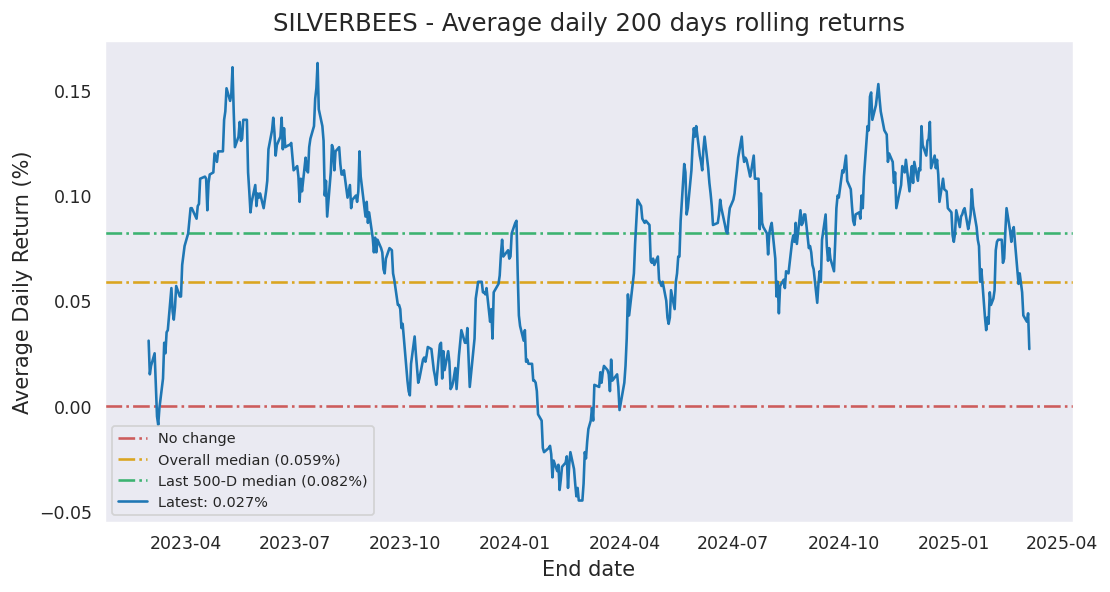 SILVERBEES - Average daily 200 days rolling returns
Average Daily Return (%)
0.15
0.10
0.05
0.00
−0.05
No change
Overall median (0.059%)
Last 500-D median (0.082%)
Latest: 0.027%
2023-04 2023-07 2023-10 2024-01 2024-04 2024-07 2024-10 2025-01 2025-04
End date